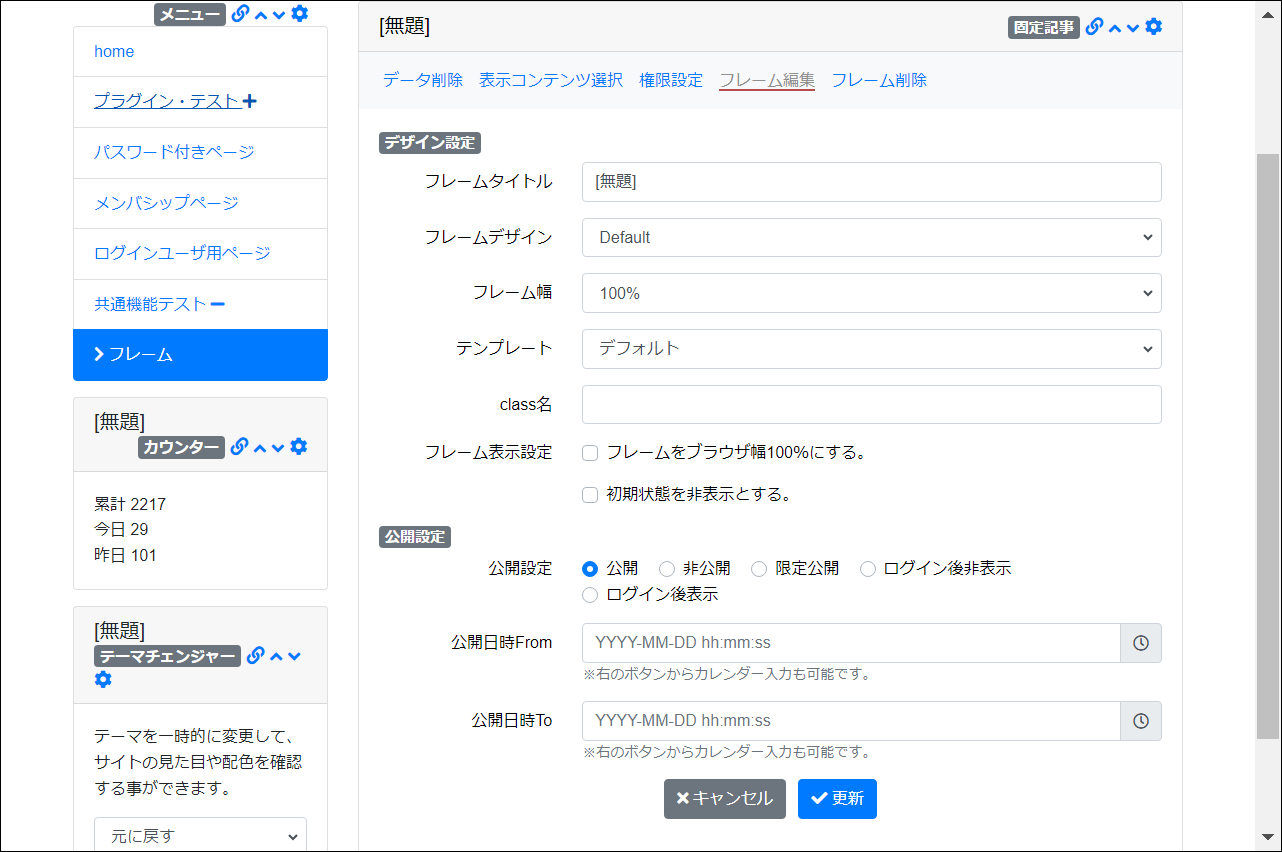 メニュー
home
プラグイン・テスト
パスワード付きページ
メンバシップページ
ログインユーザ用ページ
共通機能テスト
フレーム
[無題]
カウンター
累計 2217
今日 29
昨日 101
[無題]
テーマチェンジャー
テーマを一時的に変更して、
サイトの見た目や配色を確認
する事ができます。
元に戻す
[無題]
固定記事
データ削除 表示コンテンツ選択 権限設定 フレーム編集 フレーム削除
デザイン設定
フレームタイトル [無題]
フレームデザイン Default
フレーム幅 100%
テンプレート デフォルト
class名
フレーム表示設定 フレームをブラウザ幅100%にする。
初期状態を非表示とする。
公開設定
公開設定 公開 非公開 限定公開 ログイン後非表示
ログイン後表示
公開日時From YYYY-MM-DD hh:mm:ss
※右のボタンからカレンダー入力も可能です。
公開日時To YYYY-MM-DD hh:mm:ss
※右のボタンからカレンダー入力も可能です。
キャンセル 更新